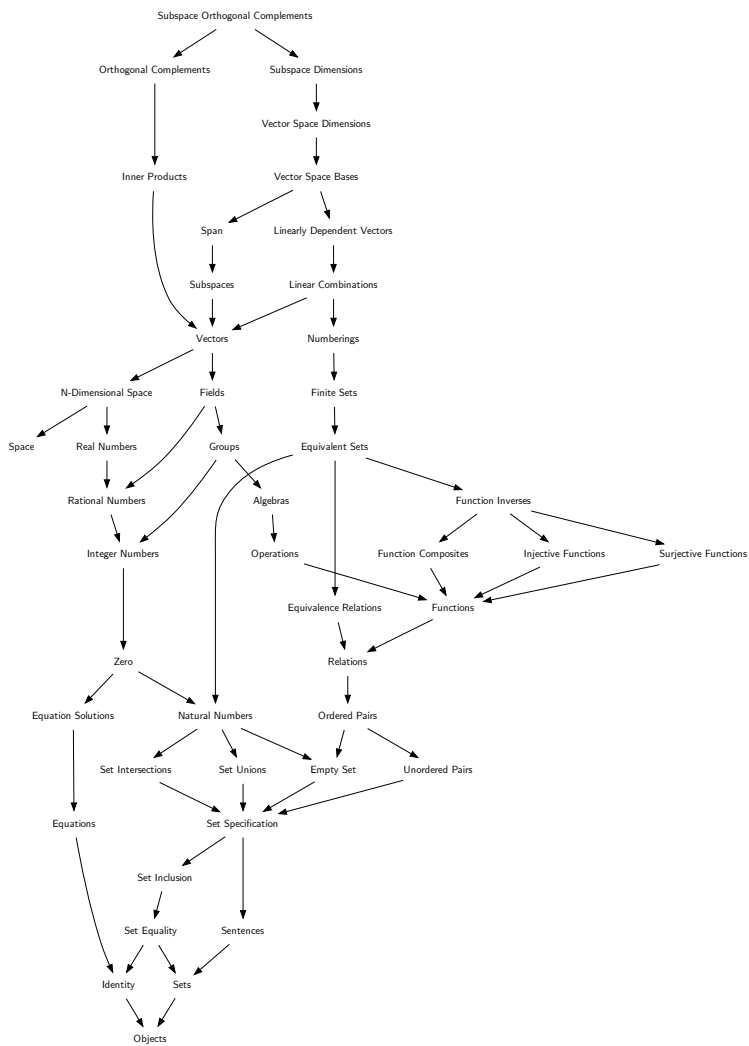 Subspace Orthogonal Complements
Orthogonal Complements
Subspace Dimensions
Vector Space Dimensions
Inner Products
Vector Space Bases
Span
Linearly Dependent Vectors
Subspaces
Linear Combinations
Vectors
Numberings
N-Dimensional Space
Fields
Finite Sets
Space
Real Numbers
Groups
Equivalent Sets
Rational Numbers
Algebras
Function Inverses
Integer Numbers
Operations
Function Composites
Injective Functions
Surjective Functions
Equivalence Relations
Functions
Zero
Relations
Equation Solutions
Natural Numbers
Ordered Pairs
Set Intersections
Set Unions
Empty Set
Unordered Pairs
Equations
Set Specification
Set Inclusion
Set Equality
Sentences
Identity
Sets
Objects